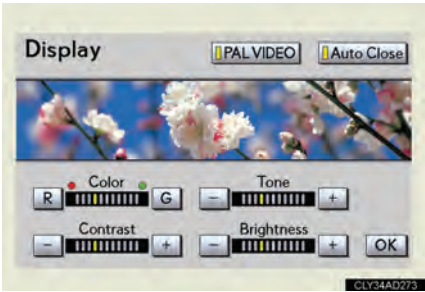 Display PAL VIDEO Auto Close
Color Tone
R G - +
Contrast Brightness
- + - + OK
CLY34AD273